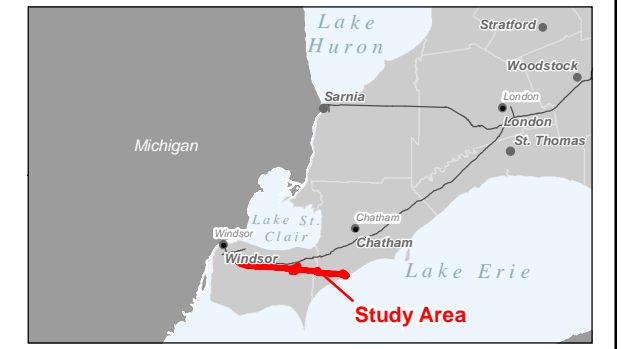 Lake
Huron
Stratford
Woodstock
Sarnia
London
London
St. Thomas
Michigan
Lake St.
Clair
Chatham
Chatham
Windsor
Windsor
Lake Erie
Study Area